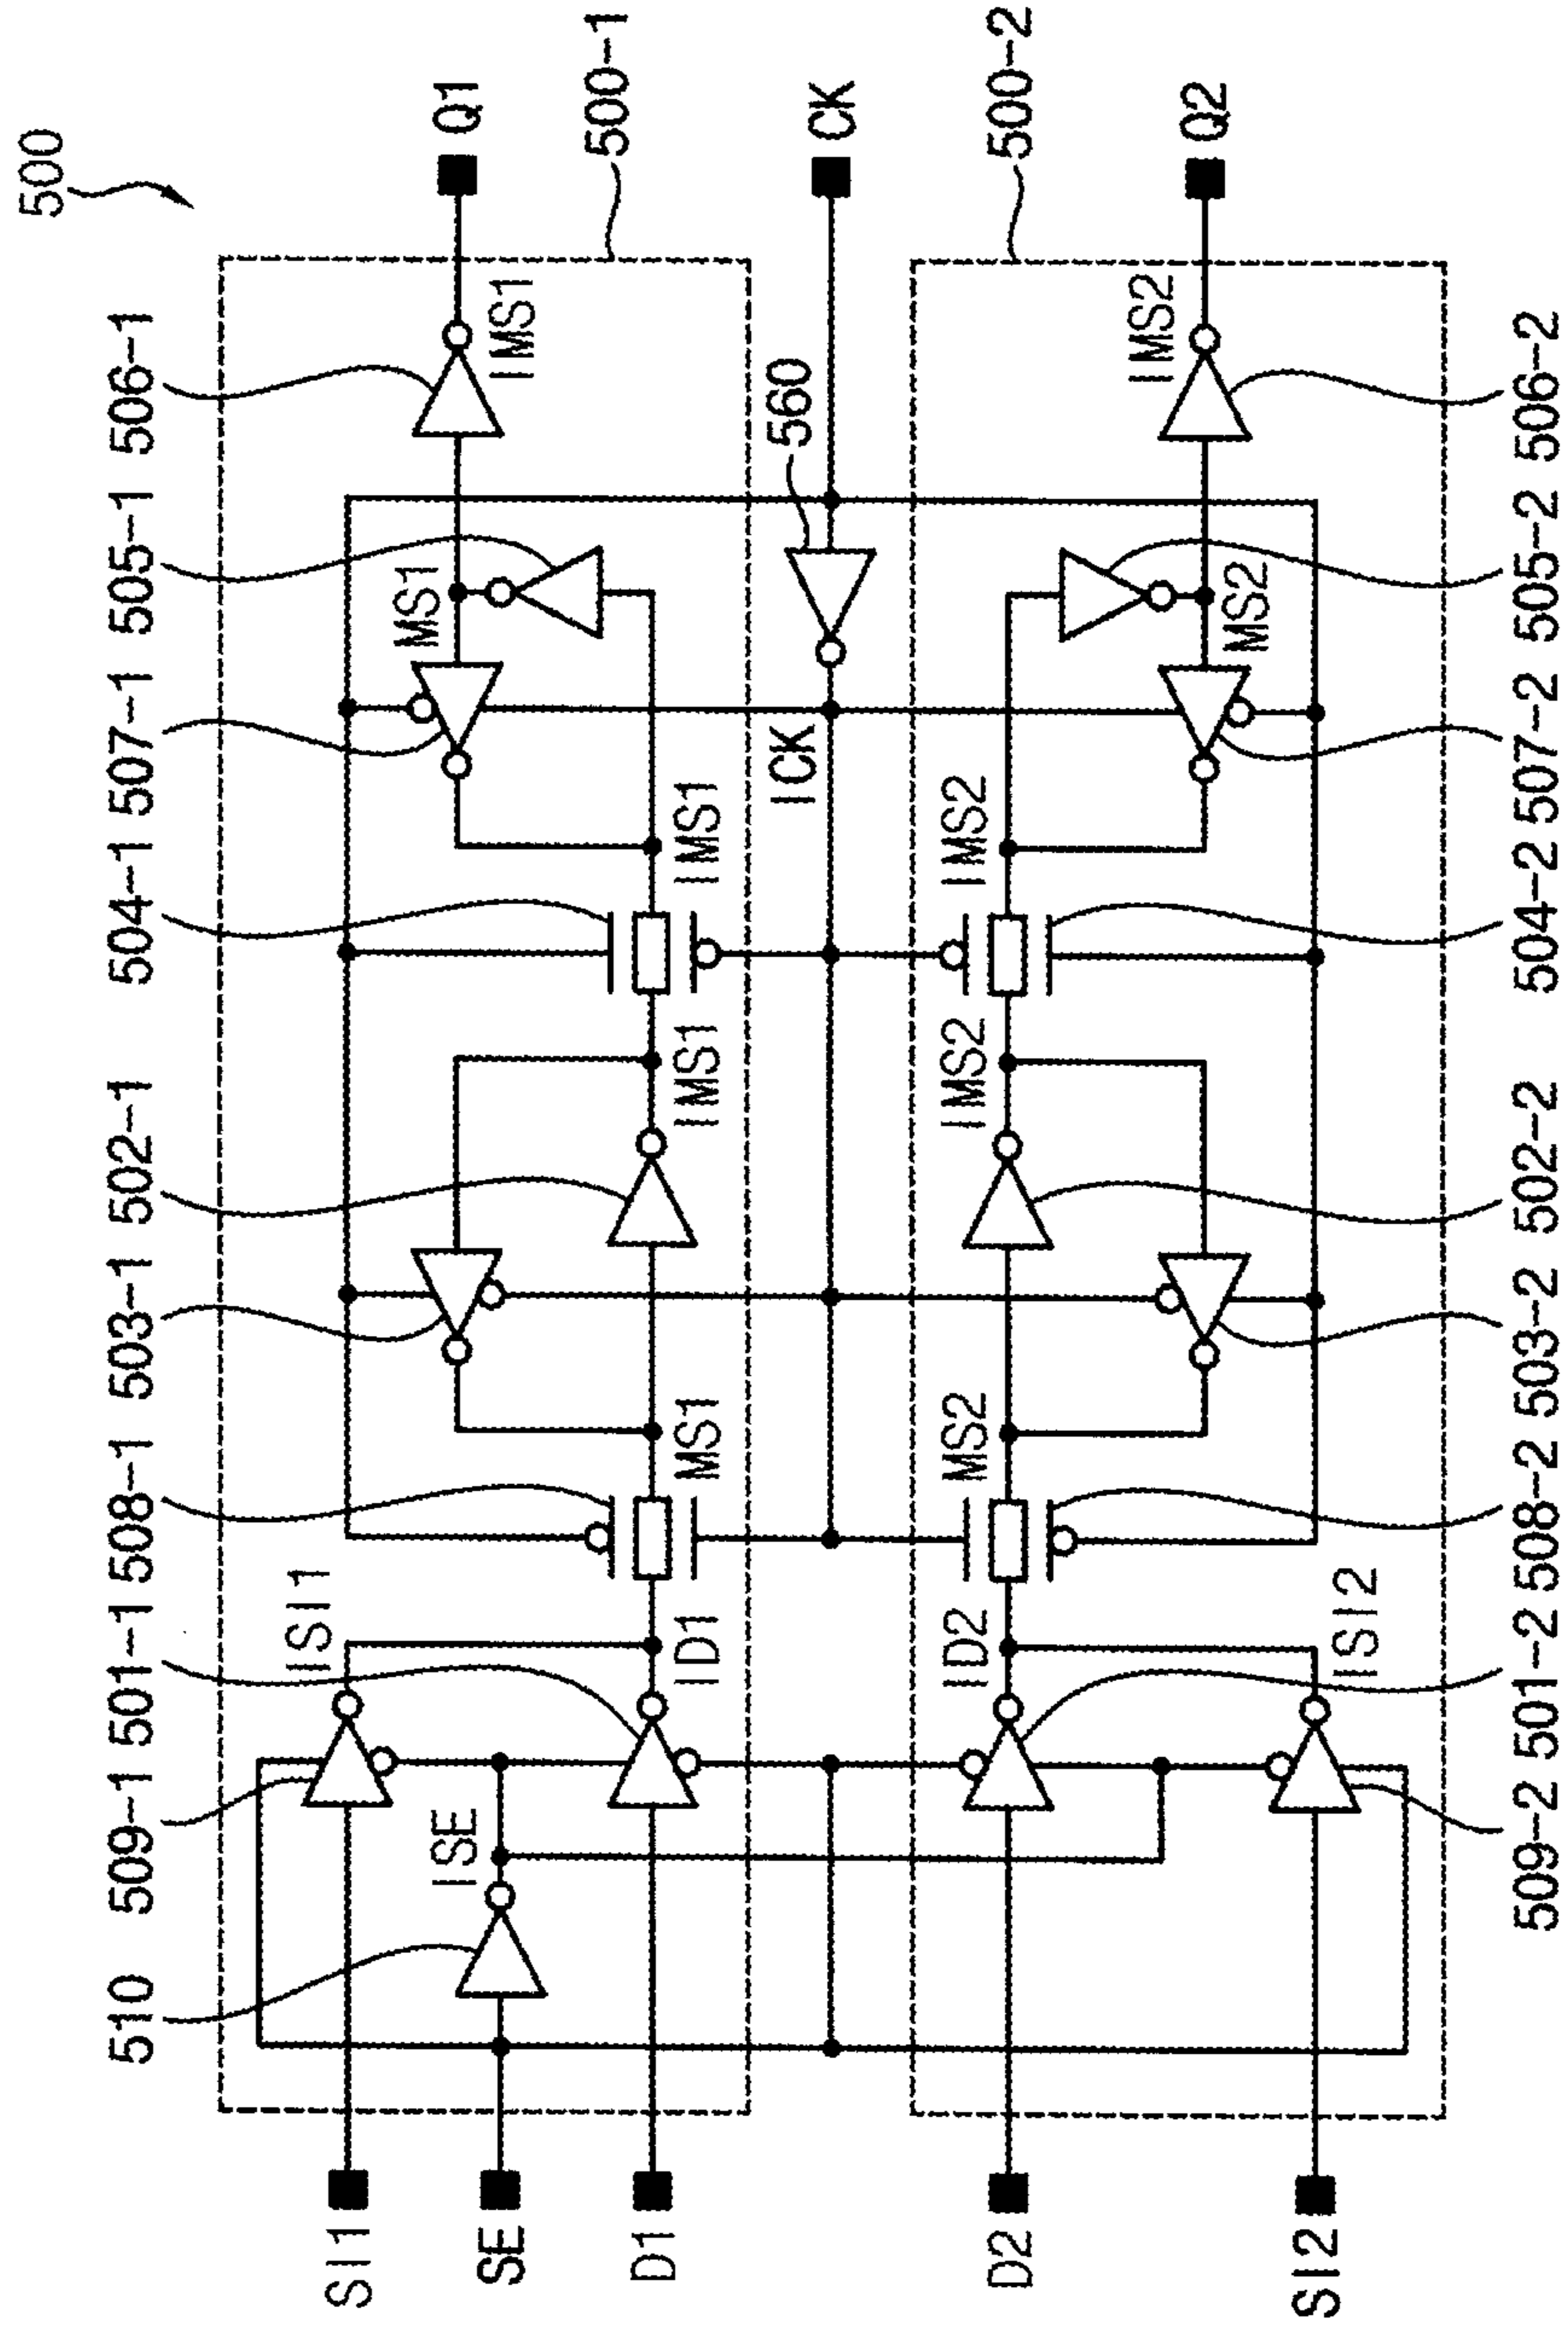 500
509-1
501-1
508-1
503-1
502-1
504-1
507-1
505-1
506-1
510
SI1
SE
D1
D2
SI2
ISI1
ISE
ID1
MS1
IMS1
IMS1
MS1
IMS1
Q1
500-1
560
ICK
CK
500-2
ID2
MS2
IMS2
IMS2
IMS2
MS2
ISI2
Q2
509-2
501-2
508-2
503-2
502-2
504-2
507-2
505-2
506-2